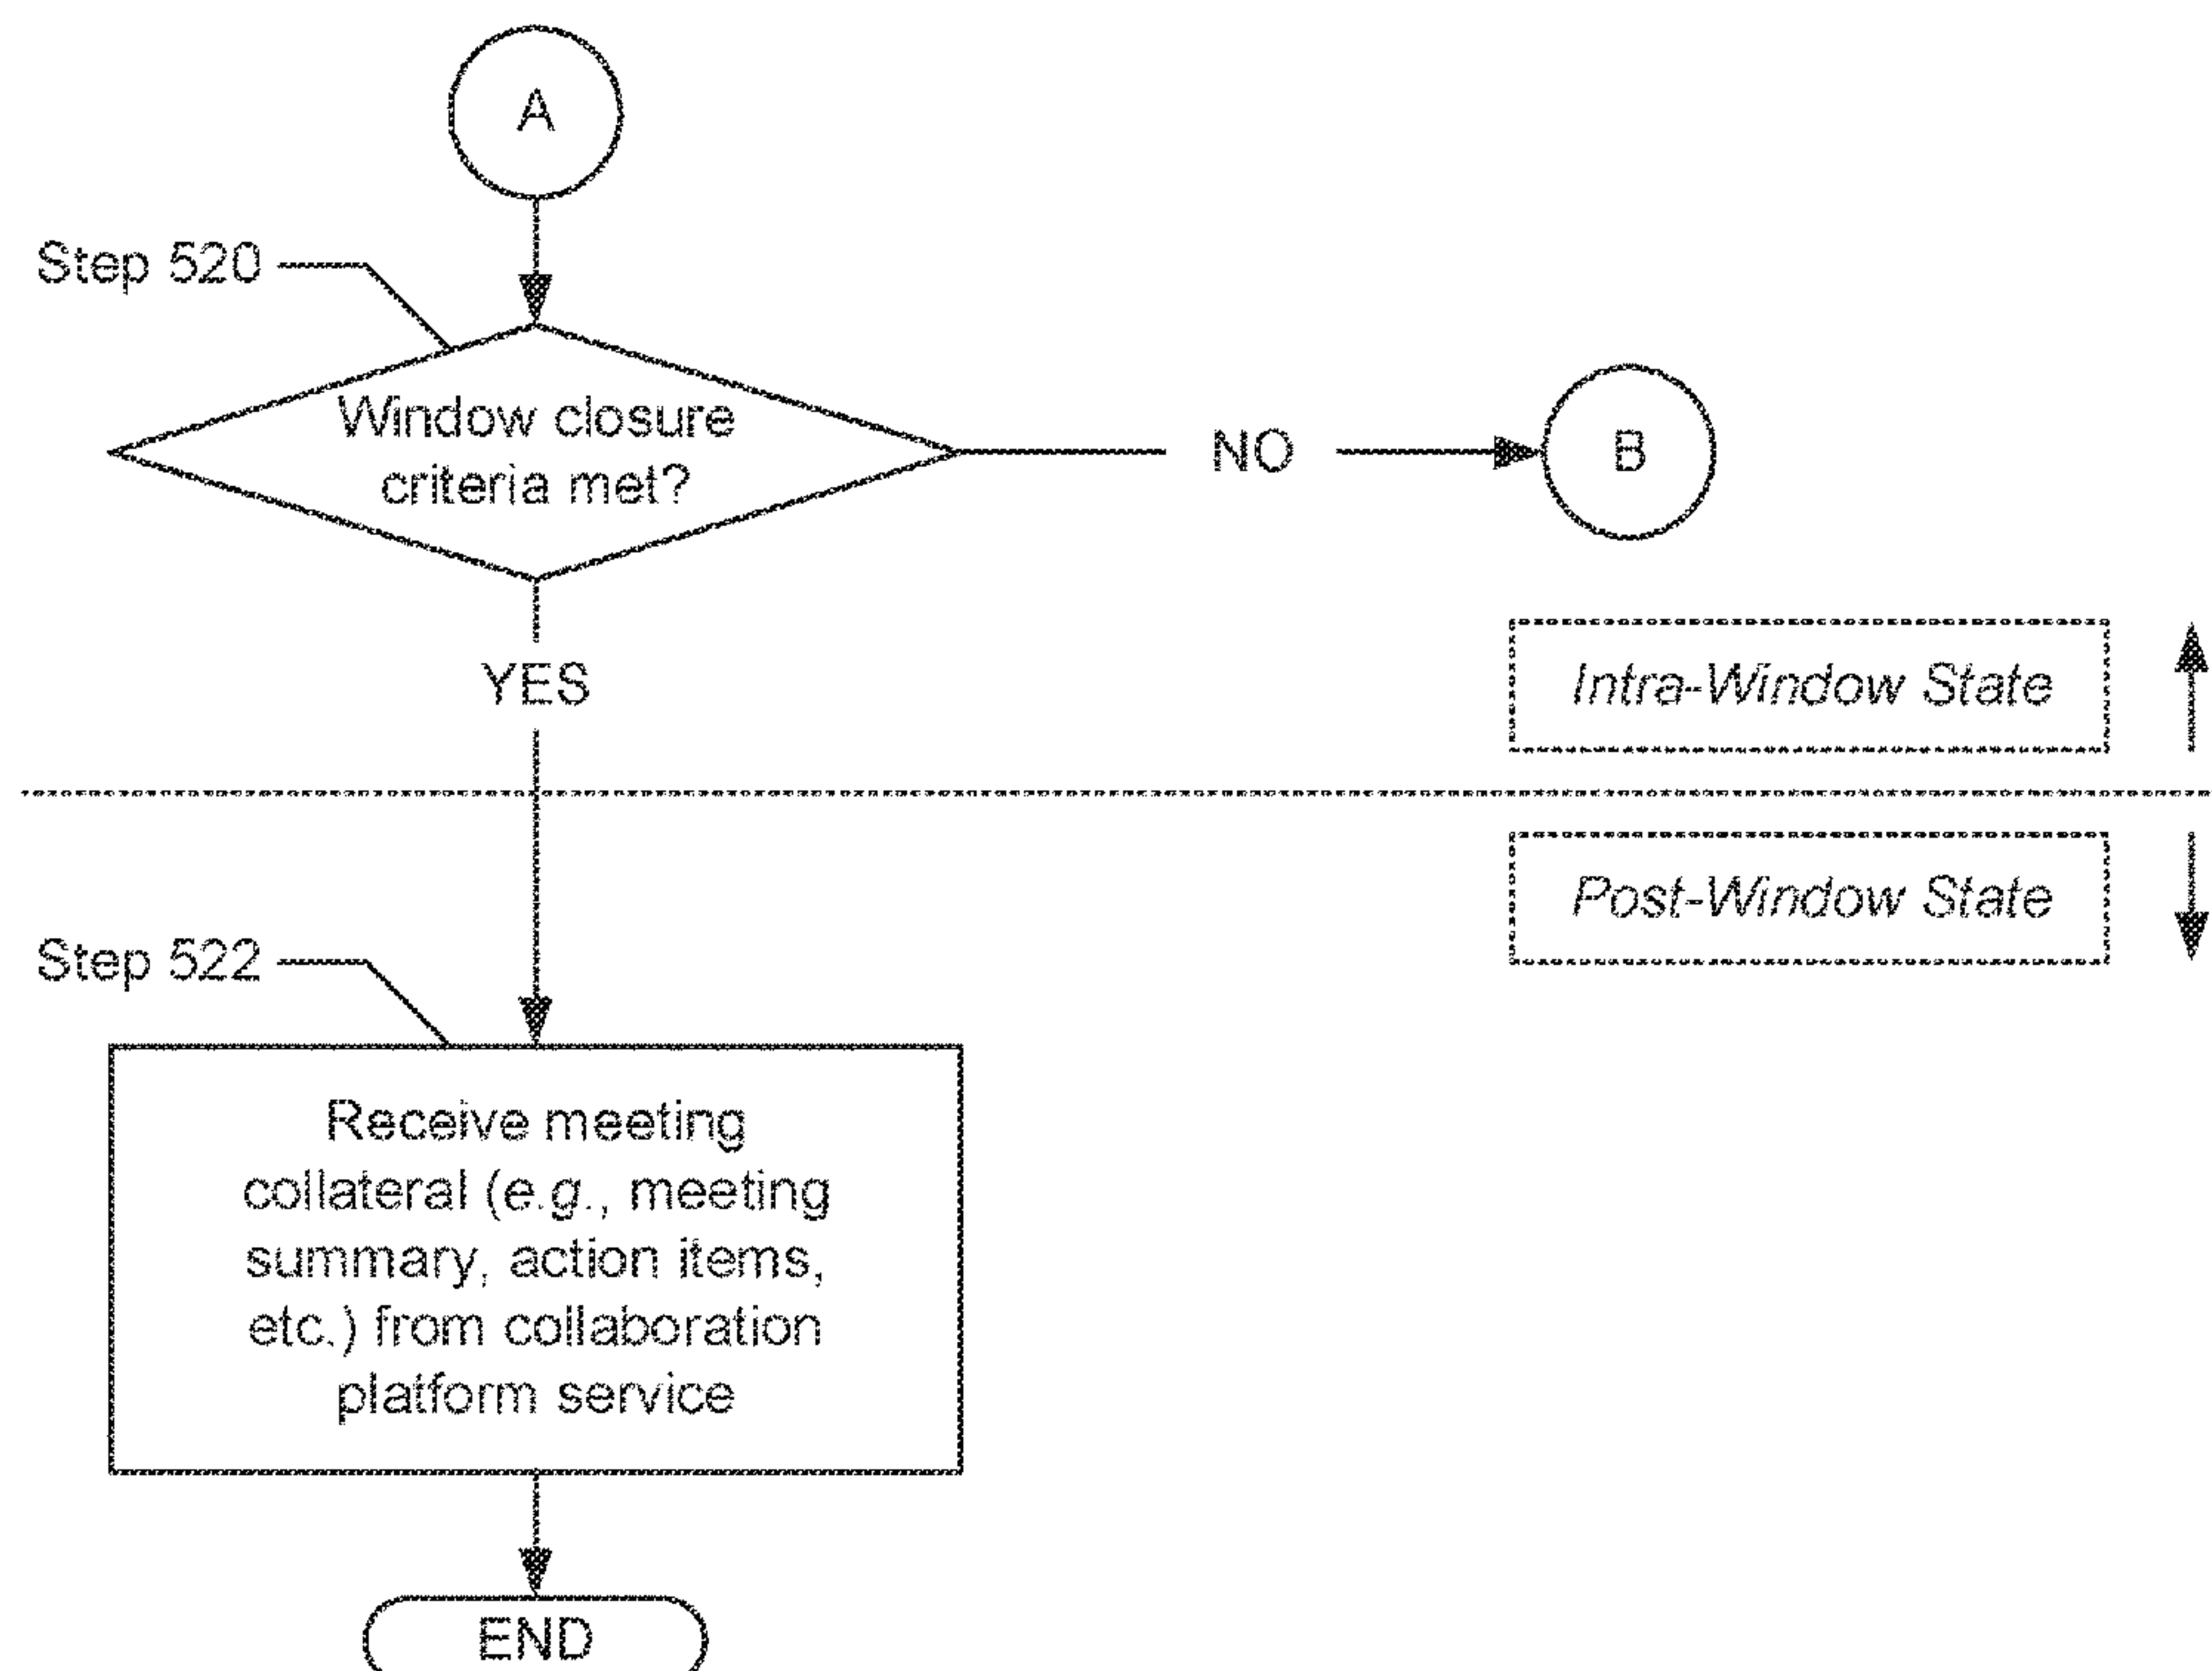 A
Step 520
Window closure
criteria met?
NO
B
YES
Intra-Window State
Post-Window State
Step 522
Receive meeting
collateral (e.g., meeting
summary, action items,
etc.) from collaboration
platform service
END